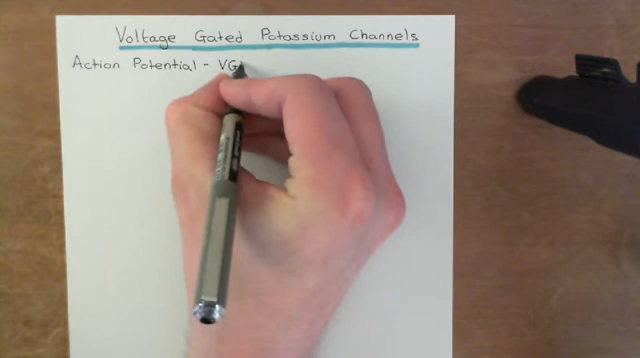 Voltage Gated Potassium Channels
Action Potential - VG